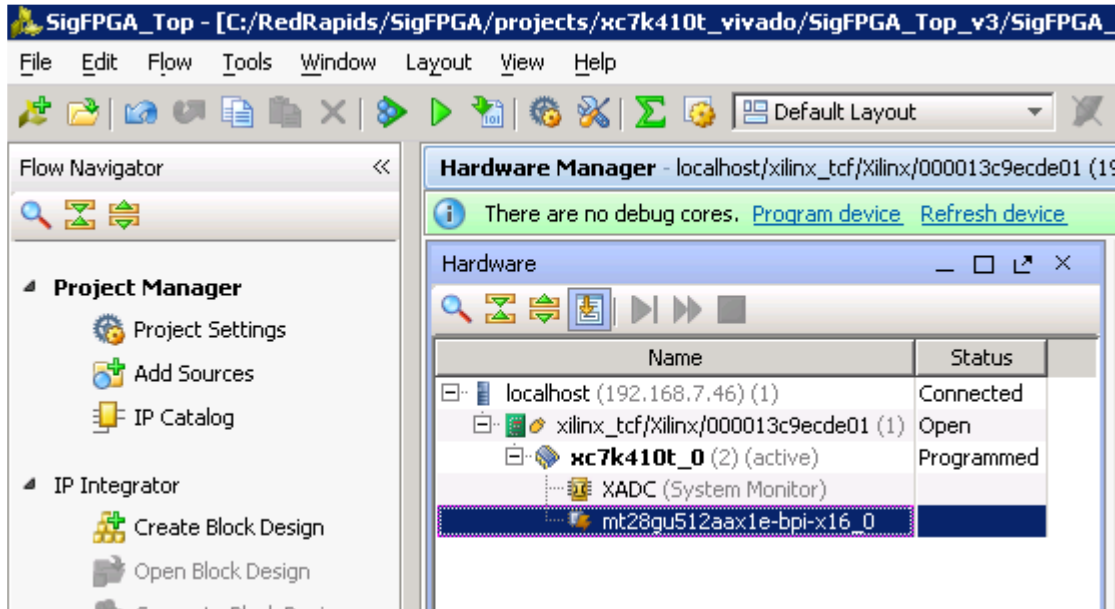 SigFPGA_Top - [C:/RedRapids/SigFPGA/projects/xc7k410t_vivado/SigFPGA_Top_v3/SigFPGA_
File Edit Flow Tools Window Layout View Help
Default Layout
Flow Navigator
Hardware Manager - localhost/xilinx_tcf/Xilinx/000013c9ecde01 (19
There are no debug cores. Program device Refresh device
Hardware
Project Manager
Project Settings
Add Sources
IP Catalog
IP Integrator
Create Block Design
Open Block Design
Name Status
localhost (192.168.7.46) (1) Connected
xilinx_tcf/Xilinx/000013c9ecde01 (1) Open
xc7k410t_0 (2) (active) Programmed
XADC (System Monitor)
mt28gu512aax1e-bpi-x16_0